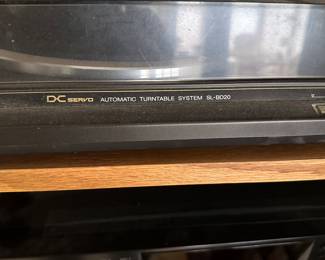 DC SERVO AUTOMATIC TURNTABLE SYSTEM SL-BD20